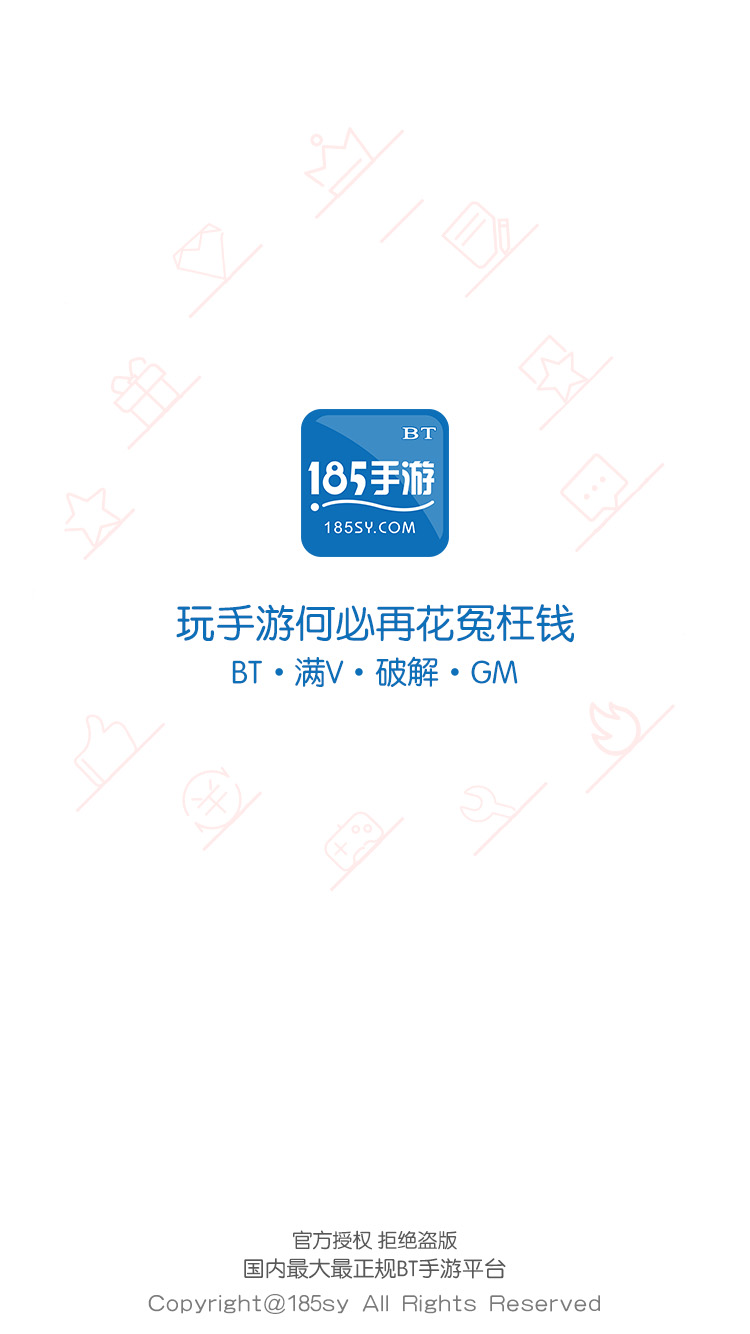 BT
185手游
185SY.COM
玩手游何必再花冤枉钱
BT·满V·破解·GM
官方授权 拒绝盗版
国内最大最正规BT手游平台
Copyright@185sy All Rights Reserved